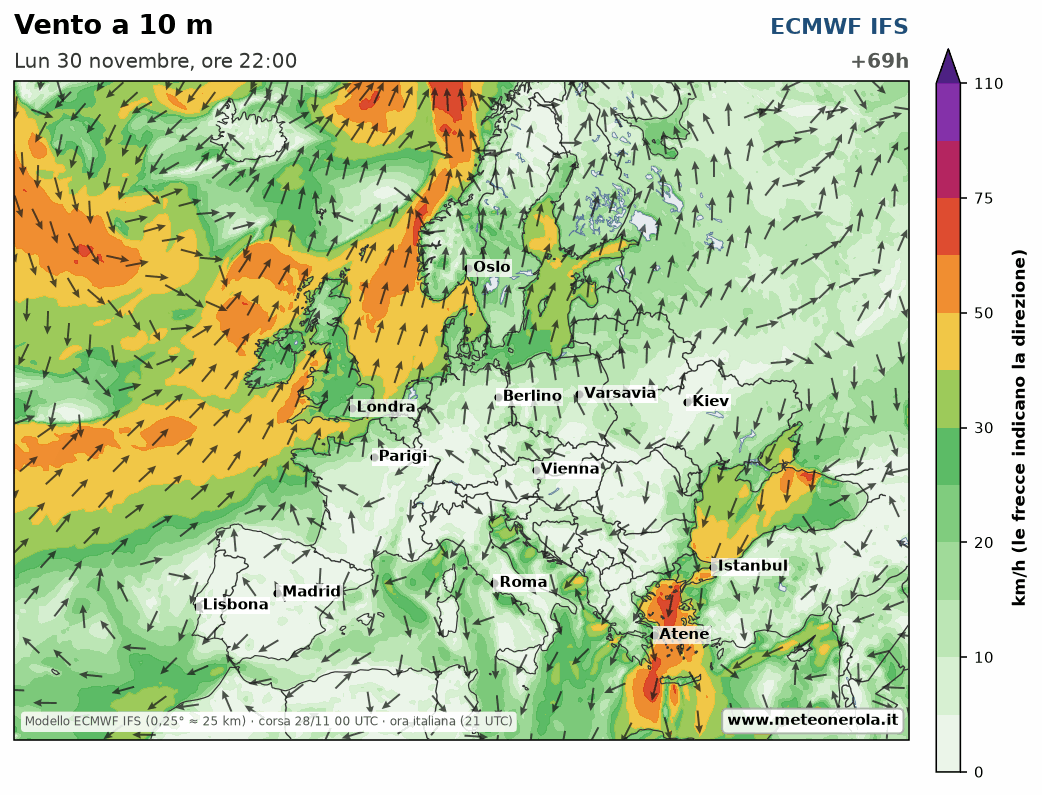 Vento a 10 m
ECMWF IFS
Lun 30 novembre, ore 22:00
+69h
Oslo
Londra
Berlino
Varsavia
Kiev
Parigi
Vienna
Istanbul
Roma
Madrid
Lisbona
Atene
Modello ECMWF IFS (0,25° ≈ 25 km) · corsa 28/11 00 UTC · ora italiana (21 UTC)
www.meteonerola.it
110
75
50
30
20
10
0
km/h (le frecce indicano la direzione)